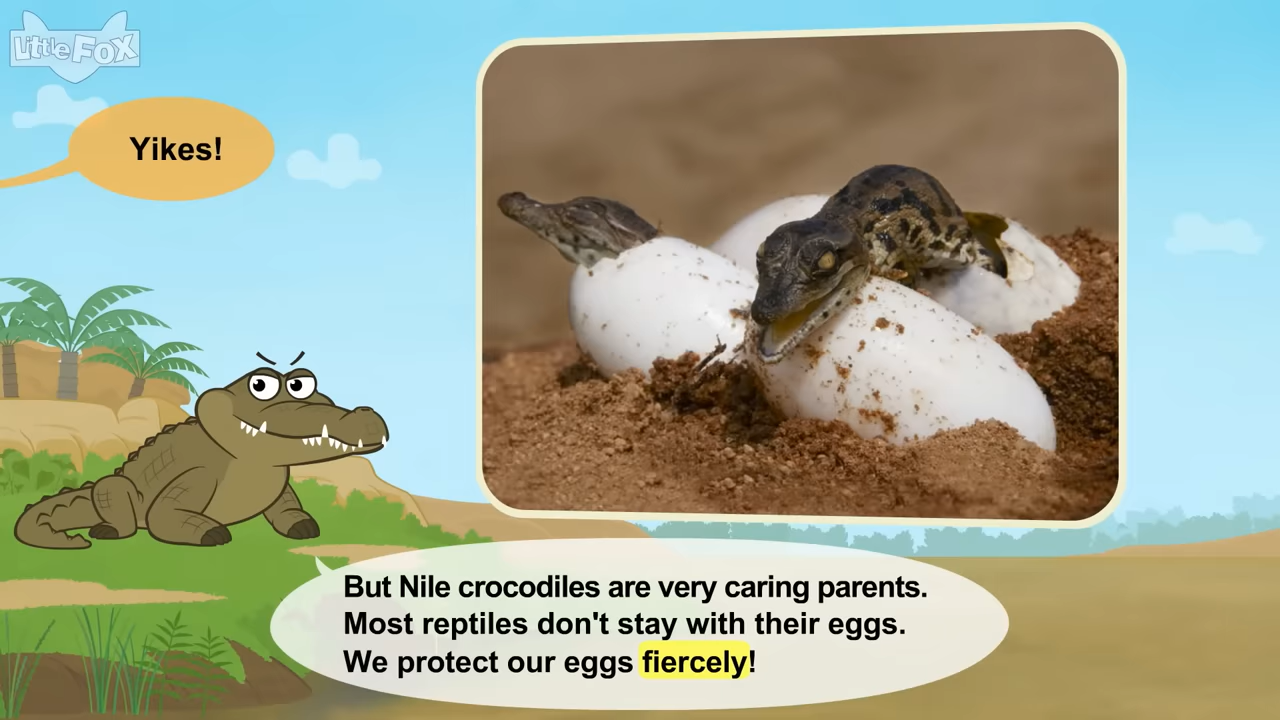 Little Fox
Yikes!
But Nile crocodiles are very caring parents.
Most reptiles don't stay with their eggs.
We protect our eggs fiercely!